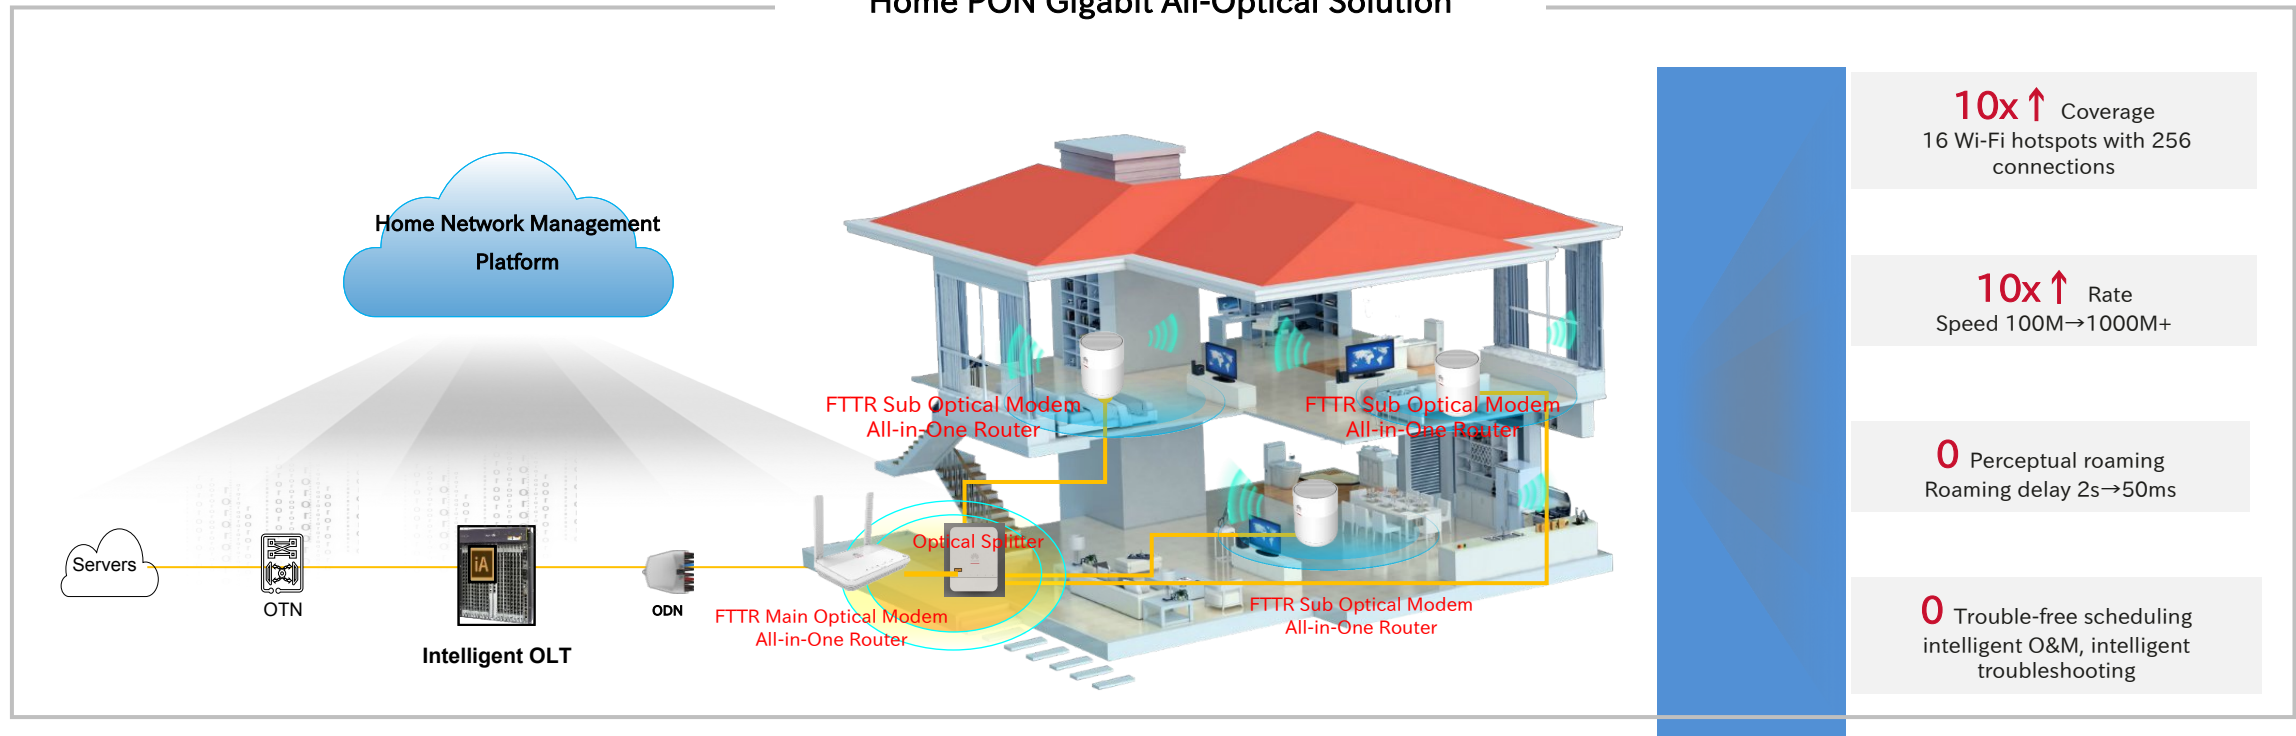 Home PON Gigabit All-Optical Solution
Home Network Management
Platform
Servers
OTN
iA
Intelligent OLT
ODN
FTTR Main Optical Modem
All-in-One Router
Optical Splitter
FTTR Sub Optical Modem
All-in-One Router
FTTR Sub Optical Modem
All-in-One Router
FTTR Sub Optical Modem
All-in-One Router
10x↑ Coverage
16 Wi-Fi hotspots with 256
connections
10x↑ Rate
Speed 100M→1000M+
0 Perceptual roaming
Roaming delay 2s→50ms
0 Trouble-free scheduling
intelligent O&M, intelligent
troubleshooting